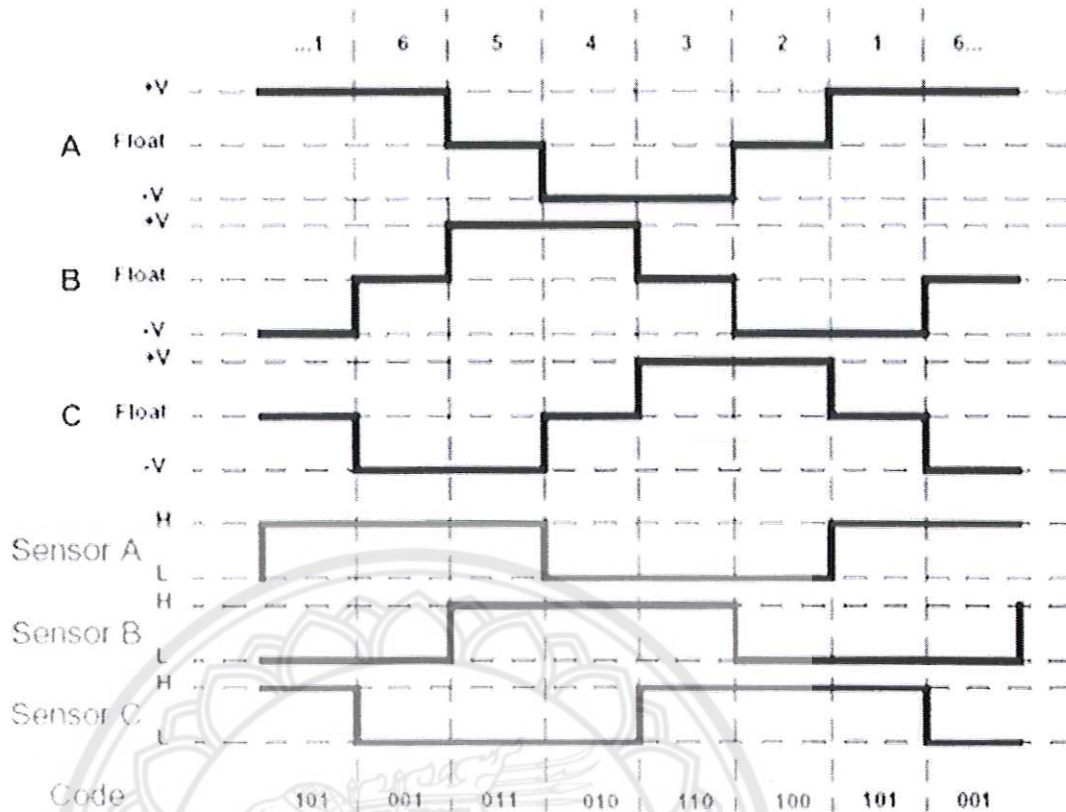 ...1 6 5 4 3 2 1 6...
+V
A Float
-V
+V
B Float
-V
+V
C Float
-V
H
Sensor A
L
H
Sensor B
L
H
Sensor C
L
Code 101 001 011 010 110 100 101 001